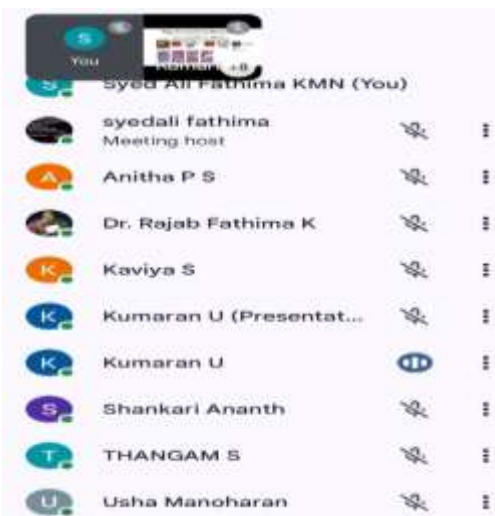 S
You
+8
S Syed Ali Fathima KMN (You)
syedali fathima
Meeting host
A Anitha P S
Dr. Rajab Fathima K
K Kaviya S
K Kumaran U (Presentat...
K Kumaran U
S Shankari Ananth
T THANGAM S
U Usha Manoharan